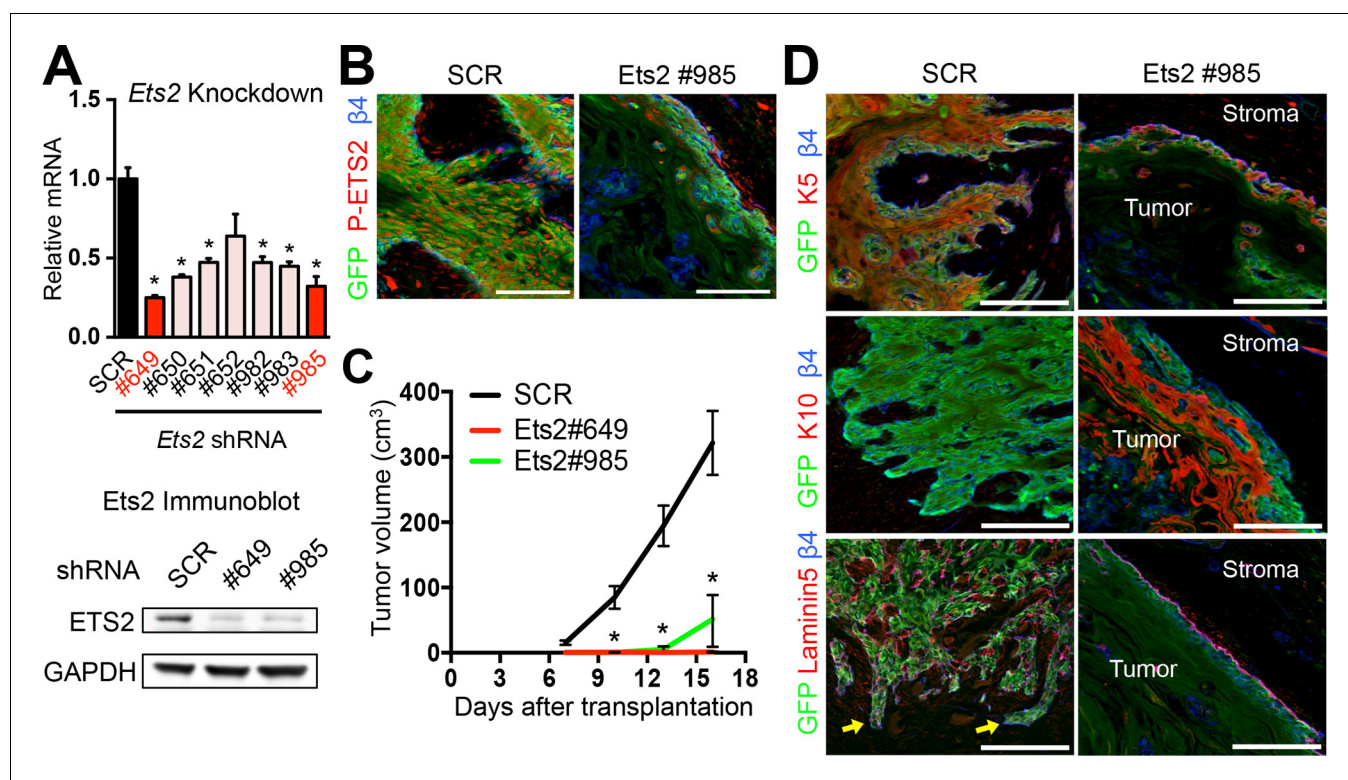 A
Ets2 Knockdown
Relative mRNA
1.5
1.0
0.5
0.0
*
*
*
*
*
*
SCR
#649
#650
#651
#652
#982
#983
#985
Ets2 shRNA
Ets2 Immunoblot
shRNA
SCR
#649
#985
ETS2
GAPDH
B
SCR
Ets2 #985
GFP P-ETS2 β4
C
SCR
Ets2#649
Ets2#985
Tumor volume (cm³)
400
300
200
100
0
*
*
*
0
3
6
9
12
15
18
Days after transplantation
D
SCR
Ets2 #985
GFP K5 β4
Stroma
Tumor
GFP K10 β4
Stroma
Tumor
GFP Laminin5 β4
Stroma
Tumor